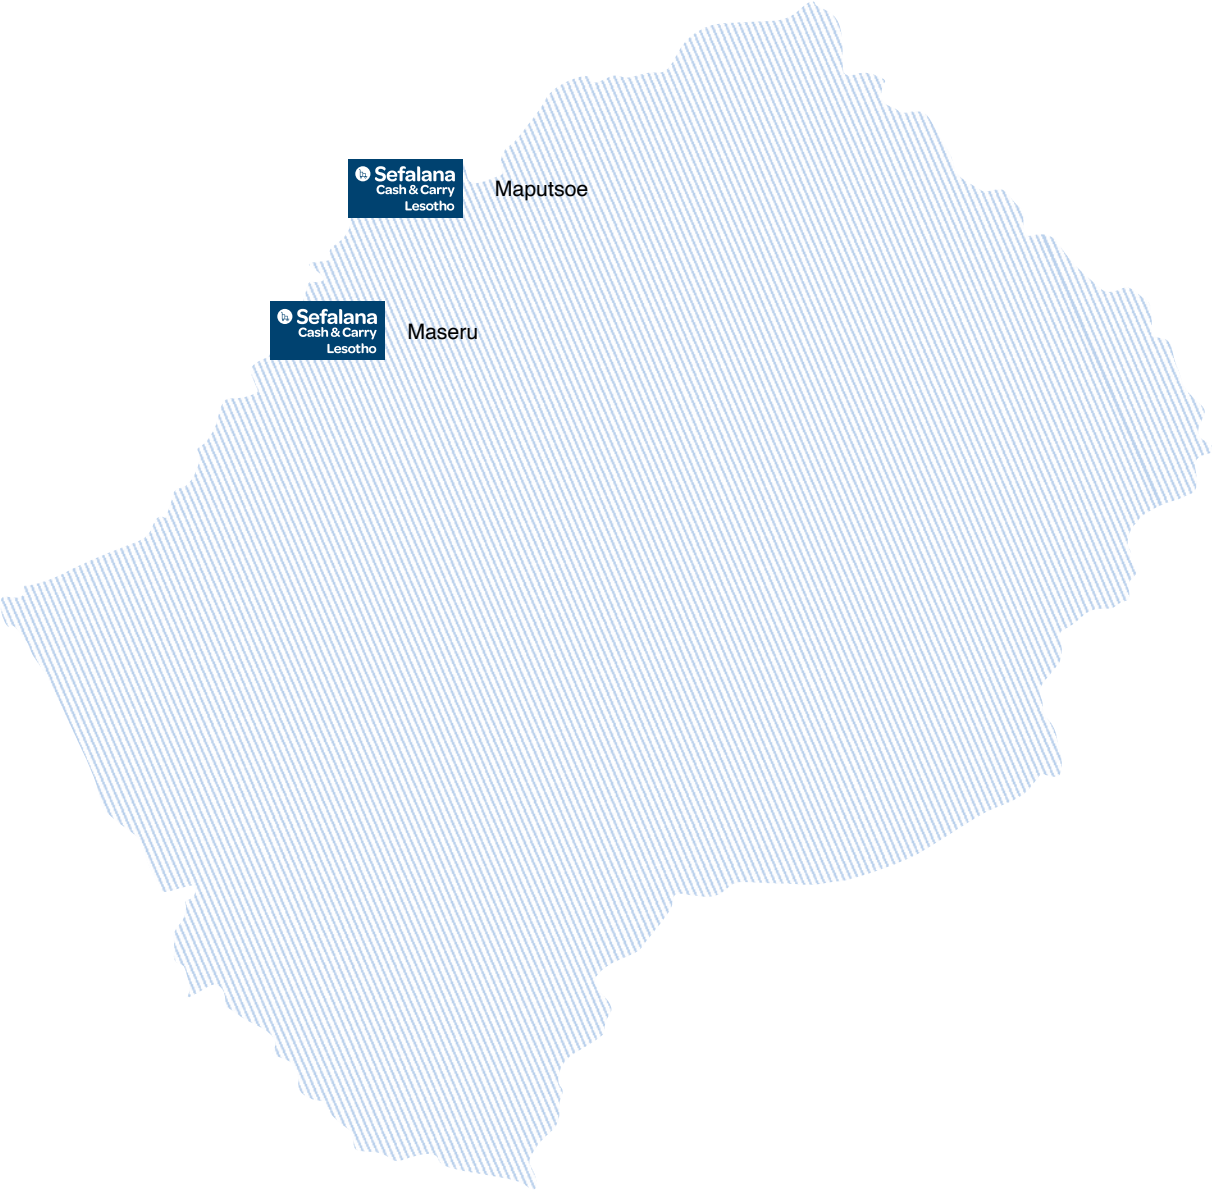 Sefalana
Cash & Carry
Lesotho
Maputsoe
Sefalana
Cash & Carry
Lesotho
Maseru